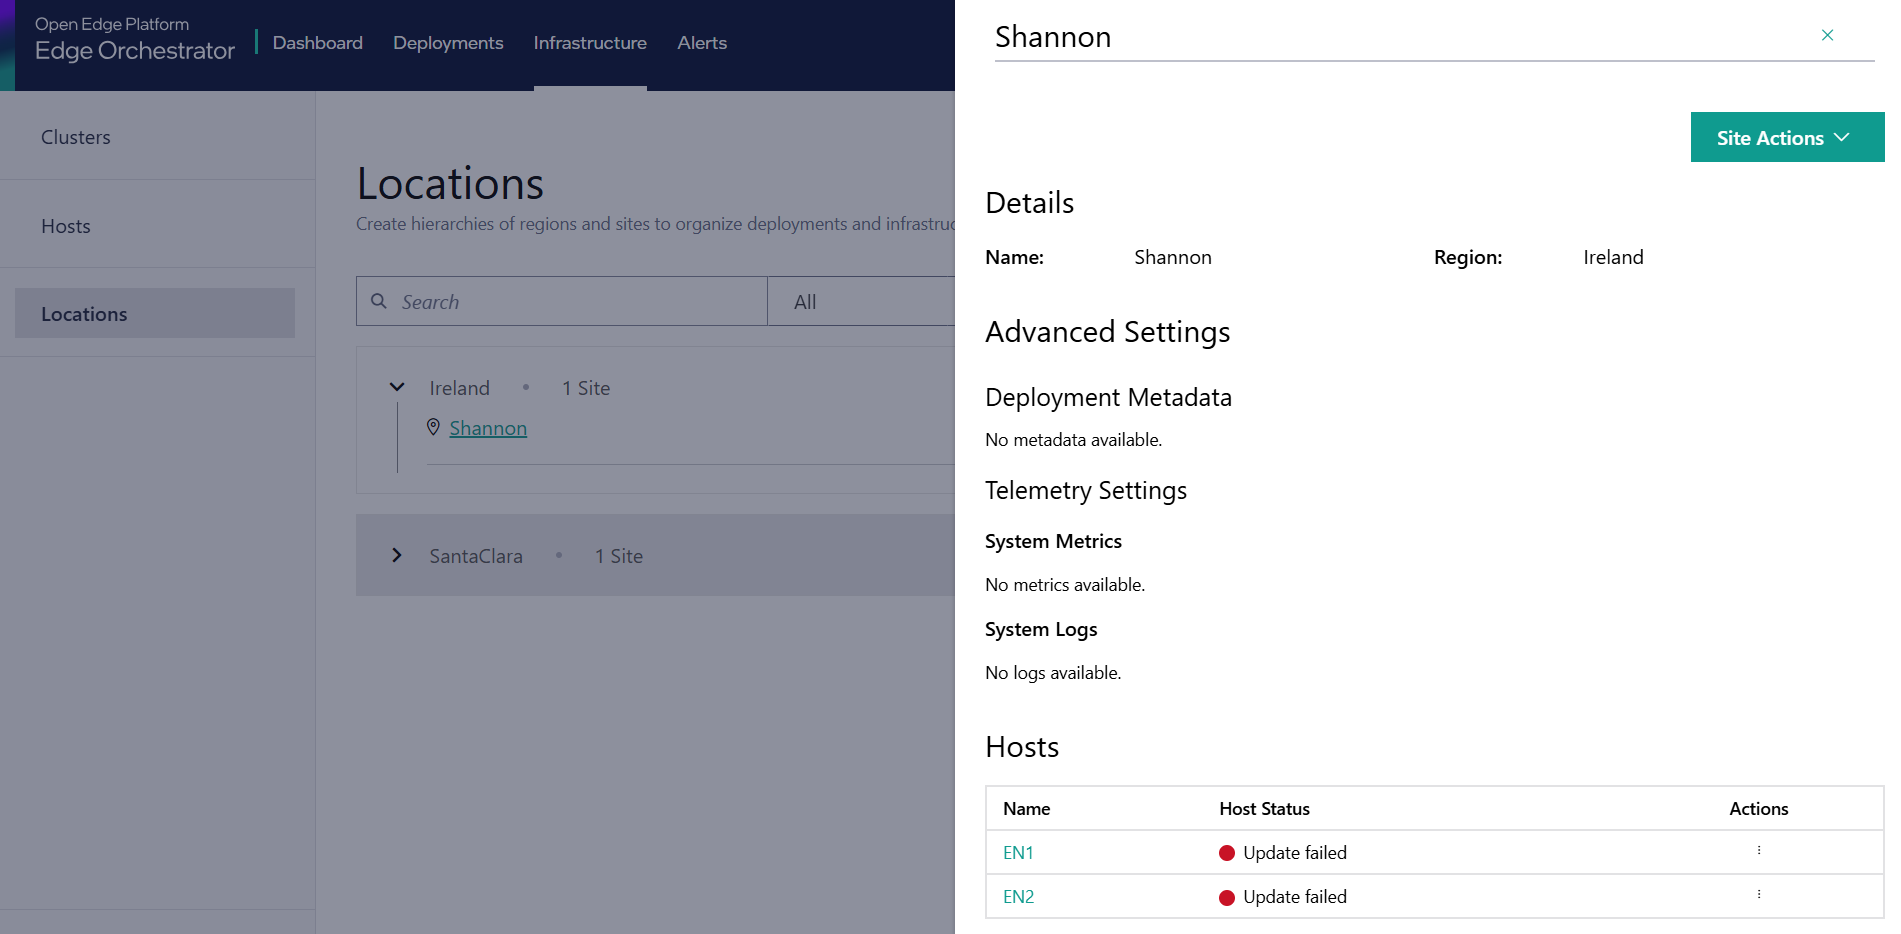 Open Edge Platform
Edge Orchestrator
Dashboard Deployments Infrastructure Alerts
Clusters
Hosts
Locations
Locations
Create hierarchies of regions and sites to organize deployments and infrastruc
Search All
Ireland • 1 Site
Shannon
SantaClara • 1 Site
Shannon
Site Actions
Details
Name: Shannon Region: Ireland
Advanced Settings
Deployment Metadata
No metadata available.
Telemetry Settings
System Metrics
No metrics available.
System Logs
No logs available.
Hosts
Name Host Status Actions
EN1 Update failed
EN2 Update failed